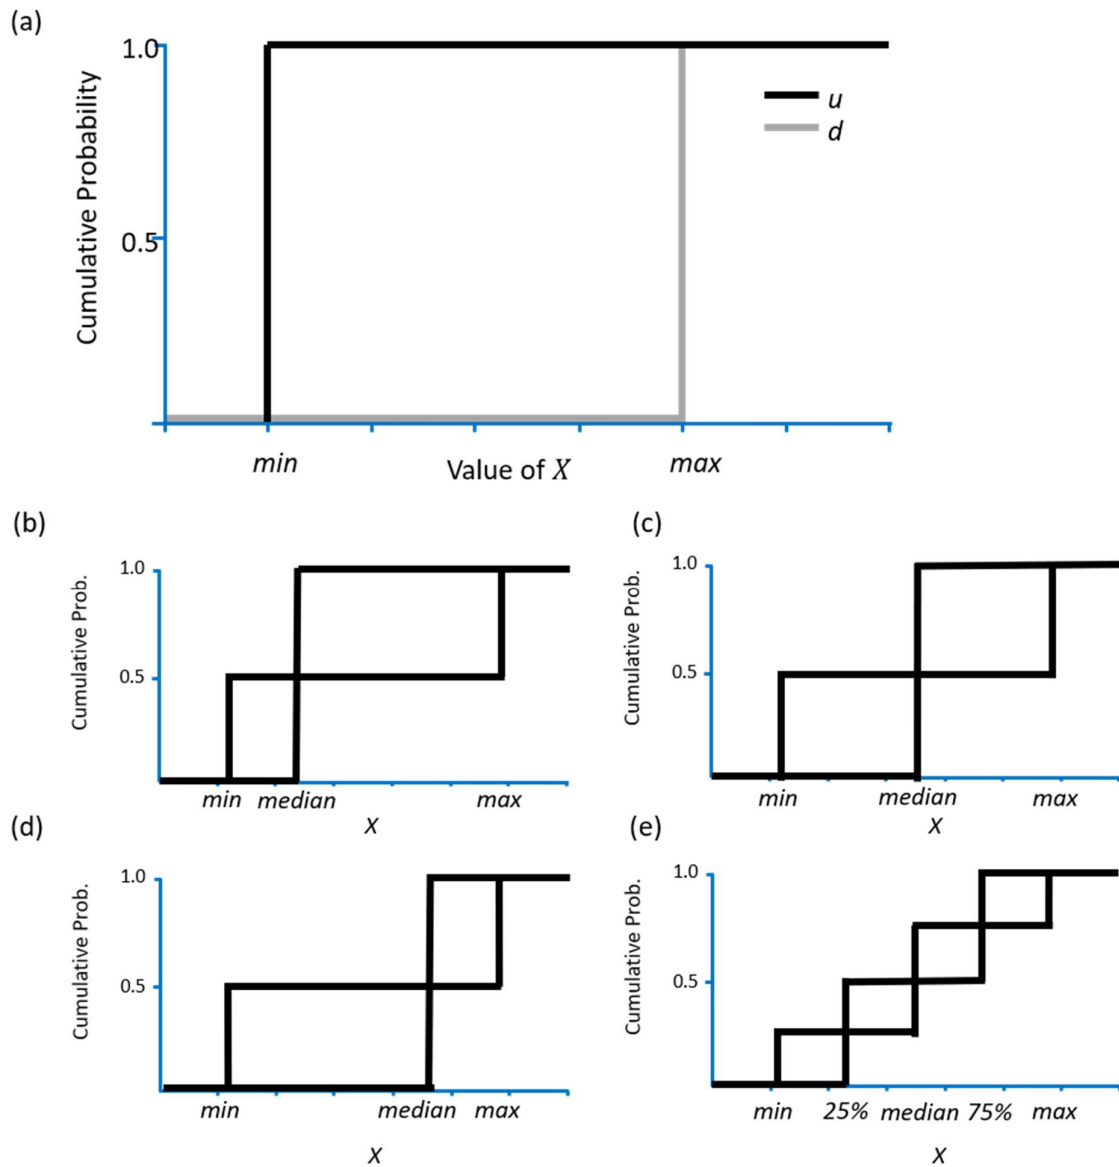 (a)
Cumulative Probability
1.0
0.5
u
d
min
Value of X
max
(b)
Cumulative Prob.
1.0
0.5
min median max
X
(c)
Cumulative Prob.
1.0
0.5
min median max
X
(d)
Cumulative Prob.
1.0
0.5
min median max
X
(e)
Cumulative Prob.
1.0
0.5
min 25% median 75% max
X